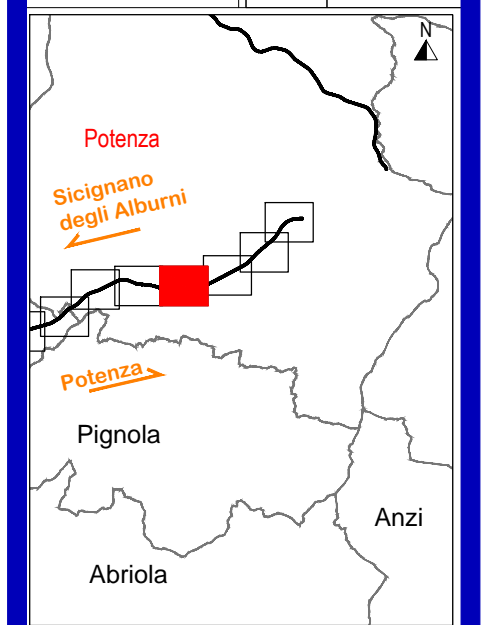 N
Potenza
Sicignano
degli Alburni
Potenza
Pignola
Anzi
Abriola